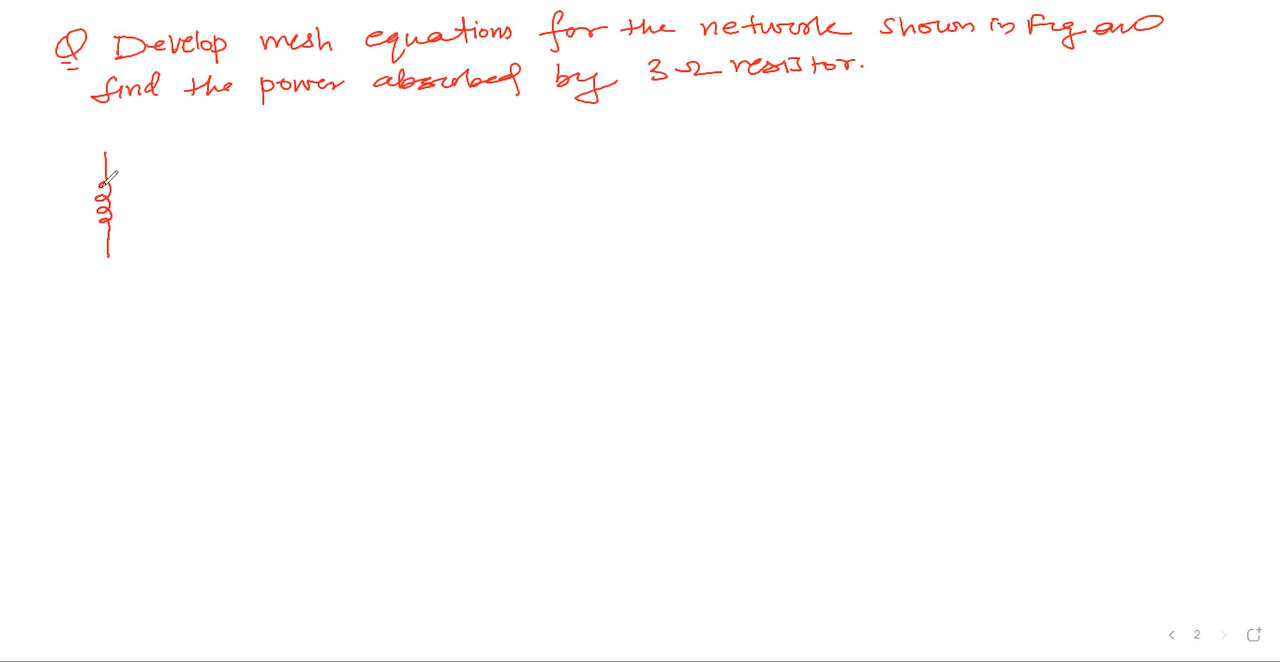 Q Develop mesh equations for the network shown in Fig and
find the power absorbed by 3Ω resistor.
2